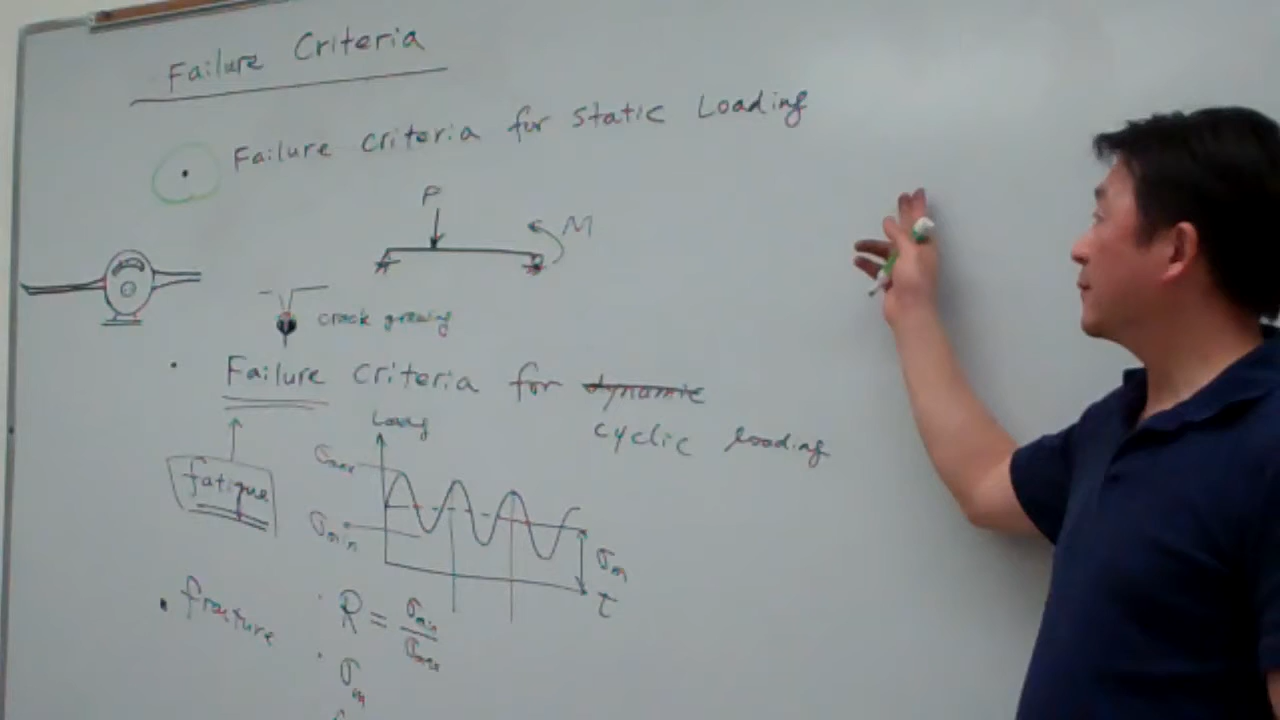 Failure Criteria
Failure criteria for static Loading
P
M
crack growing
Failure criteria for dynamic
cyclic loading
σmax
fatigue
σmin
σm
τ
fracture
R = σmin / σmax
σm